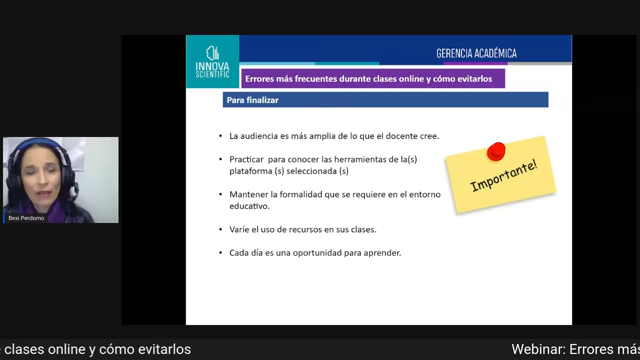 INNOVA
SCIENTIFIC
GERENCIA ACADÉMICA
Errores más frecuentes durante clases online y cómo evitarlos
Para finalizar
• La audiencia es más amplia de lo que el docente cree.
• Practicar para conocer las herramientas de la(s)
plataforma (s) seleccionada (s)
• Mantener la formalidad que se requiere en el entorno
educativo.
• Varíe el uso de recursos en sus clases.
• Cada día es una oportunidad para aprender.
Importante!
Bexi Perdomo
clases online y cómo evitarlos
Webinar: Errores más